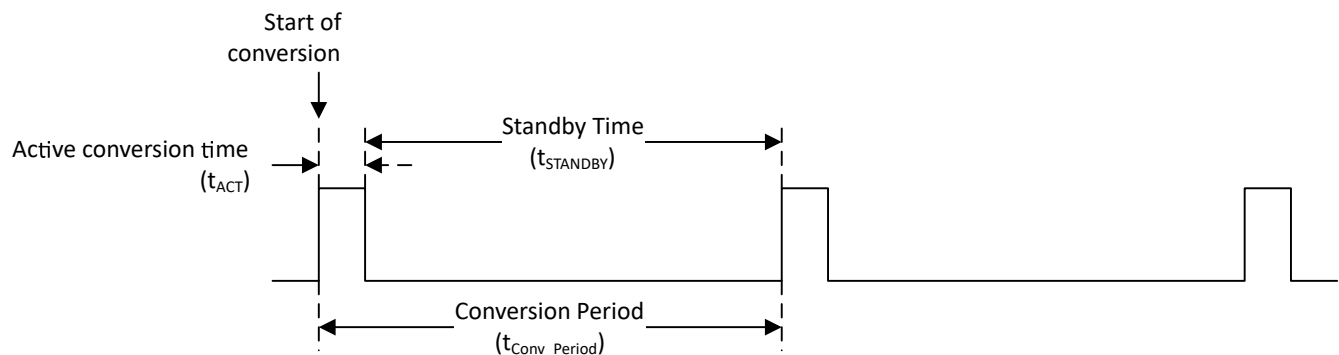 Start of
conversion
Standby Time
(tSTANDBY)
Active conversion time
(tACT)
Conversion Period
(tConv_Period)